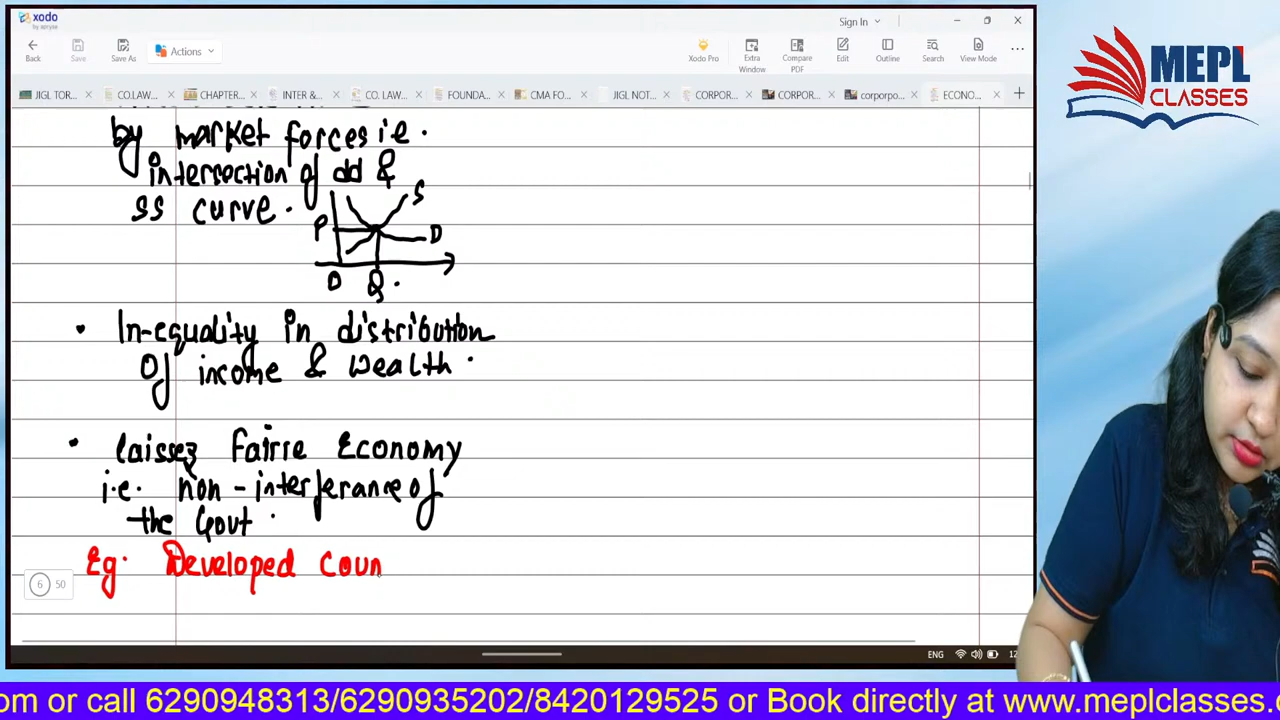 xodo
by apryse
Sign In
Back
Save
Save As
Actions
Xodo Pro
Extra Window
Compare PDF
Edit
Outline
Search
View Mode
JIGL TOR...
CO.LAW...
CHAPTER...
INTER &...
CO.LAW...
FOUNDA...
CMA FO...
JIGL NOT...
CORPOR...
CORPOR...
corporpo...
ECONO...
MEPL
CLASSES
by market forces i.e.
intersection of dd &
ss curve.
S
P
D
O Q.
• In-equality in distribution
Of income & Wealth.
• laissez Fairre Economy
i.e. non-interferance of
the Govt.
Eg. Developed Coun
6 50
ENG
12
om or call 6290948313/6290935202/8420129525 or Book directly at www.meplclasses.c